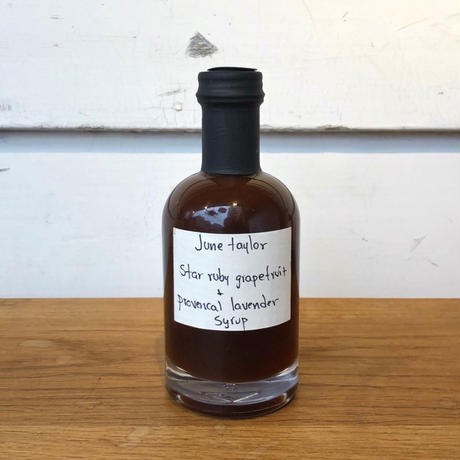 June taylor
Star ruby grapefruit
+
provencal lavender
syrup